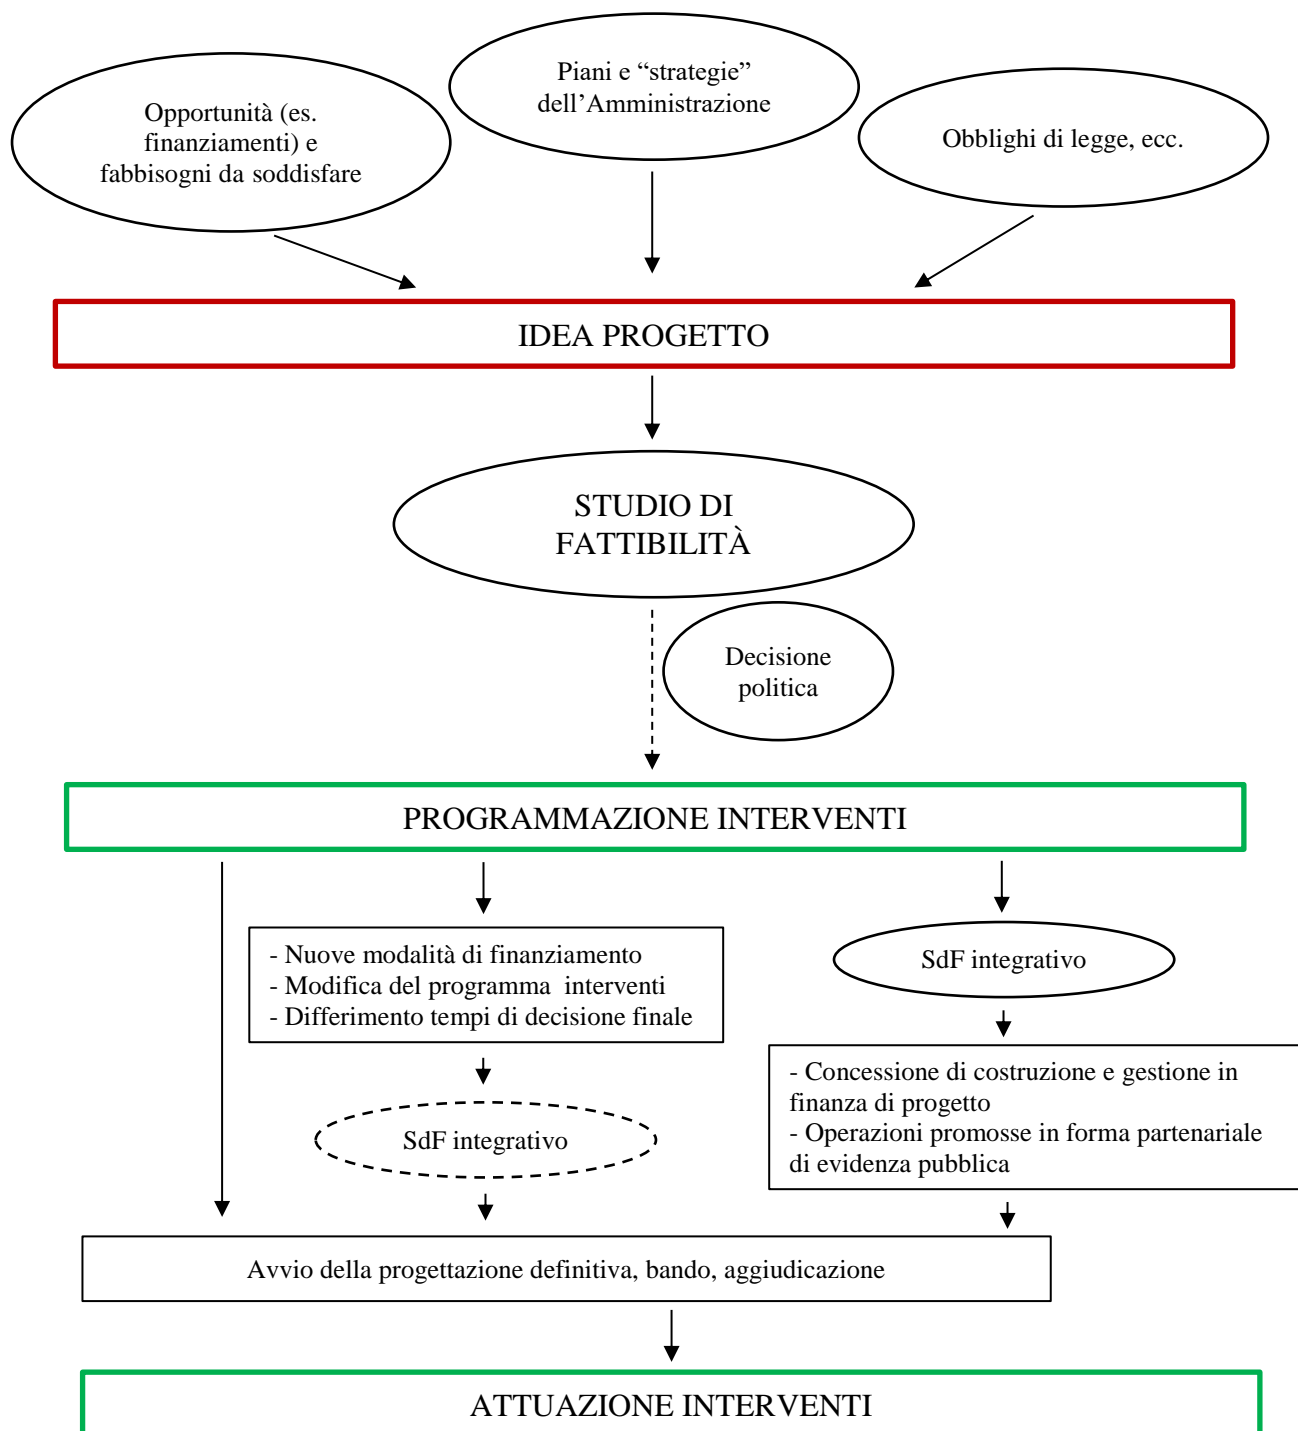 Piani e “strategie”
dell’Amministrazione
Opportunità (es.
finanziamenti) e
fabbisogni da soddisfare
Obblighi di legge, ecc.
IDEA PROGETTO
STUDIO DI
FATTIBILITÀ
Decisione
politica
PROGRAMMAZIONE INTERVENTI
- Nuove modalità di finanziamento
- Modifica del programma  interventi
- Differimento tempi di decisione finale
SdF integrativo
SdF integrativo
- Concessione di costruzione e gestione in
finanza di progetto
- Operazioni promosse in forma partenariale
di evidenza pubblica
Avvio della progettazione definitiva, bando, aggiudicazione
ATTUAZIONE INTERVENTI